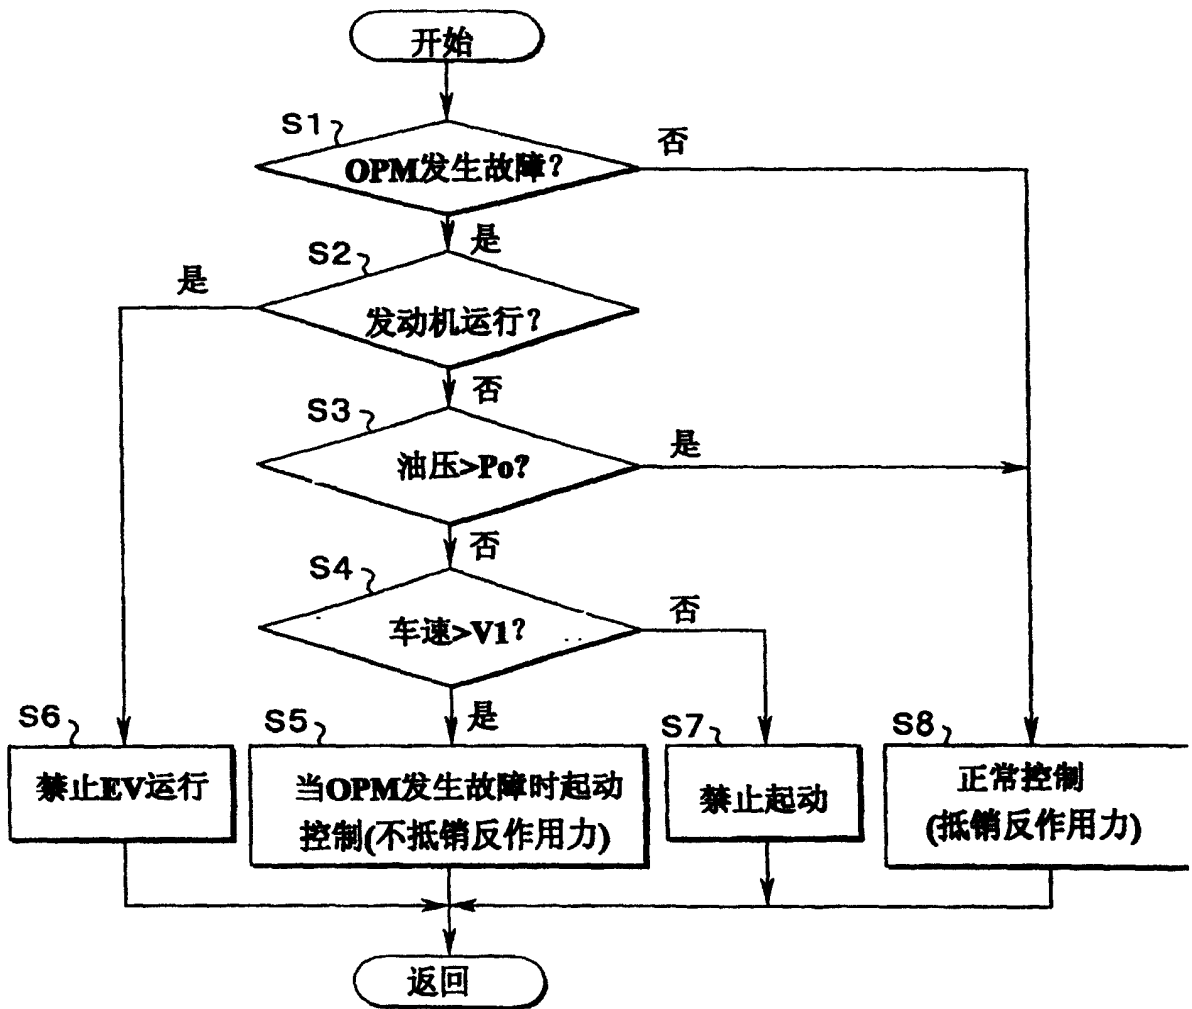 开始
S1
OPM发生故障?
否
是
S2
是
发动机运行?
否
S3
油压>Po?
是
否
S4
车速>V1?
否
是
S6
禁止EV运行
S5
当OPM发生故障时起动
控制(不抵销反作用力)
S7
禁止起动
S8
正常控制
(抵销反作用力)
返回